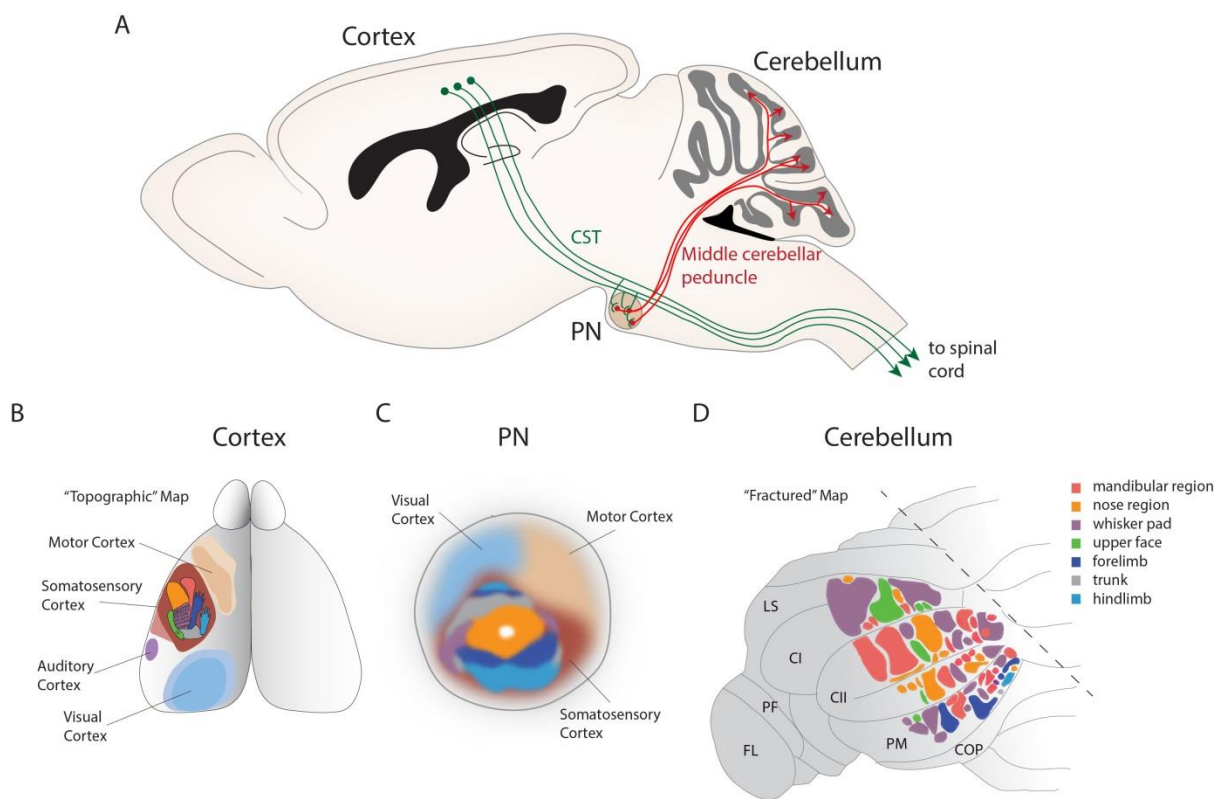 A
Cortex
Cerebellum
CST
Middle cerebellar
peduncle
PN
to spinal
cord
B
Cortex
"Topographic" Map
Motor Cortex
Somatosensory
Cortex
Auditory
Cortex
Visual
Cortex
C
PN
Visual
Cortex
Motor Cortex
Somatosensory
Cortex
D
Cerebellum
"Fractured" Map
LS
CI
CII
PF
FL
PM
COP
mandibular region
nose region
whisker pad
upper face
forelimb
trunk
hindlimb